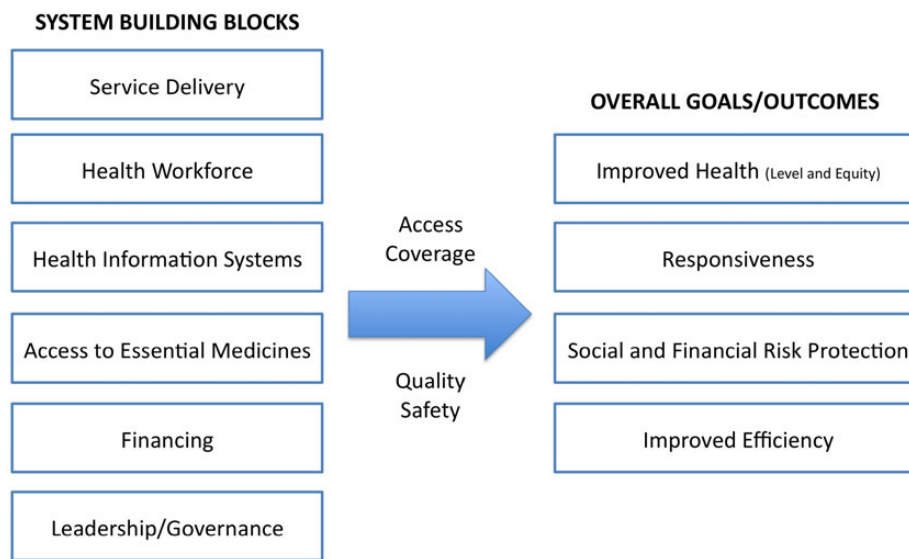 SYSTEM BUILDING BLOCKS
Service Delivery
Health Workforce
Health Information Systems
Access to Essential Medicines
Financing
Leadership/Governance
Access
Coverage
Quality
Safety
OVERALL GOALS/OUTCOMES
Improved Health (Level and Equity)
Responsiveness
Social and Financial Risk Protection
Improved Efficiency